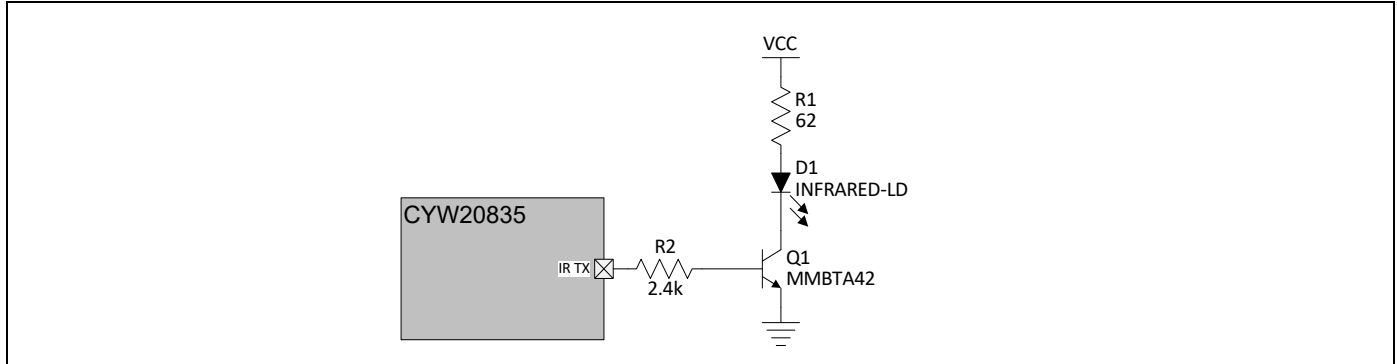 VCC
R1
62
D1
INFRARED-LD
CYW20835
IR TX
R2
2.4k
Q1
MMBTA42